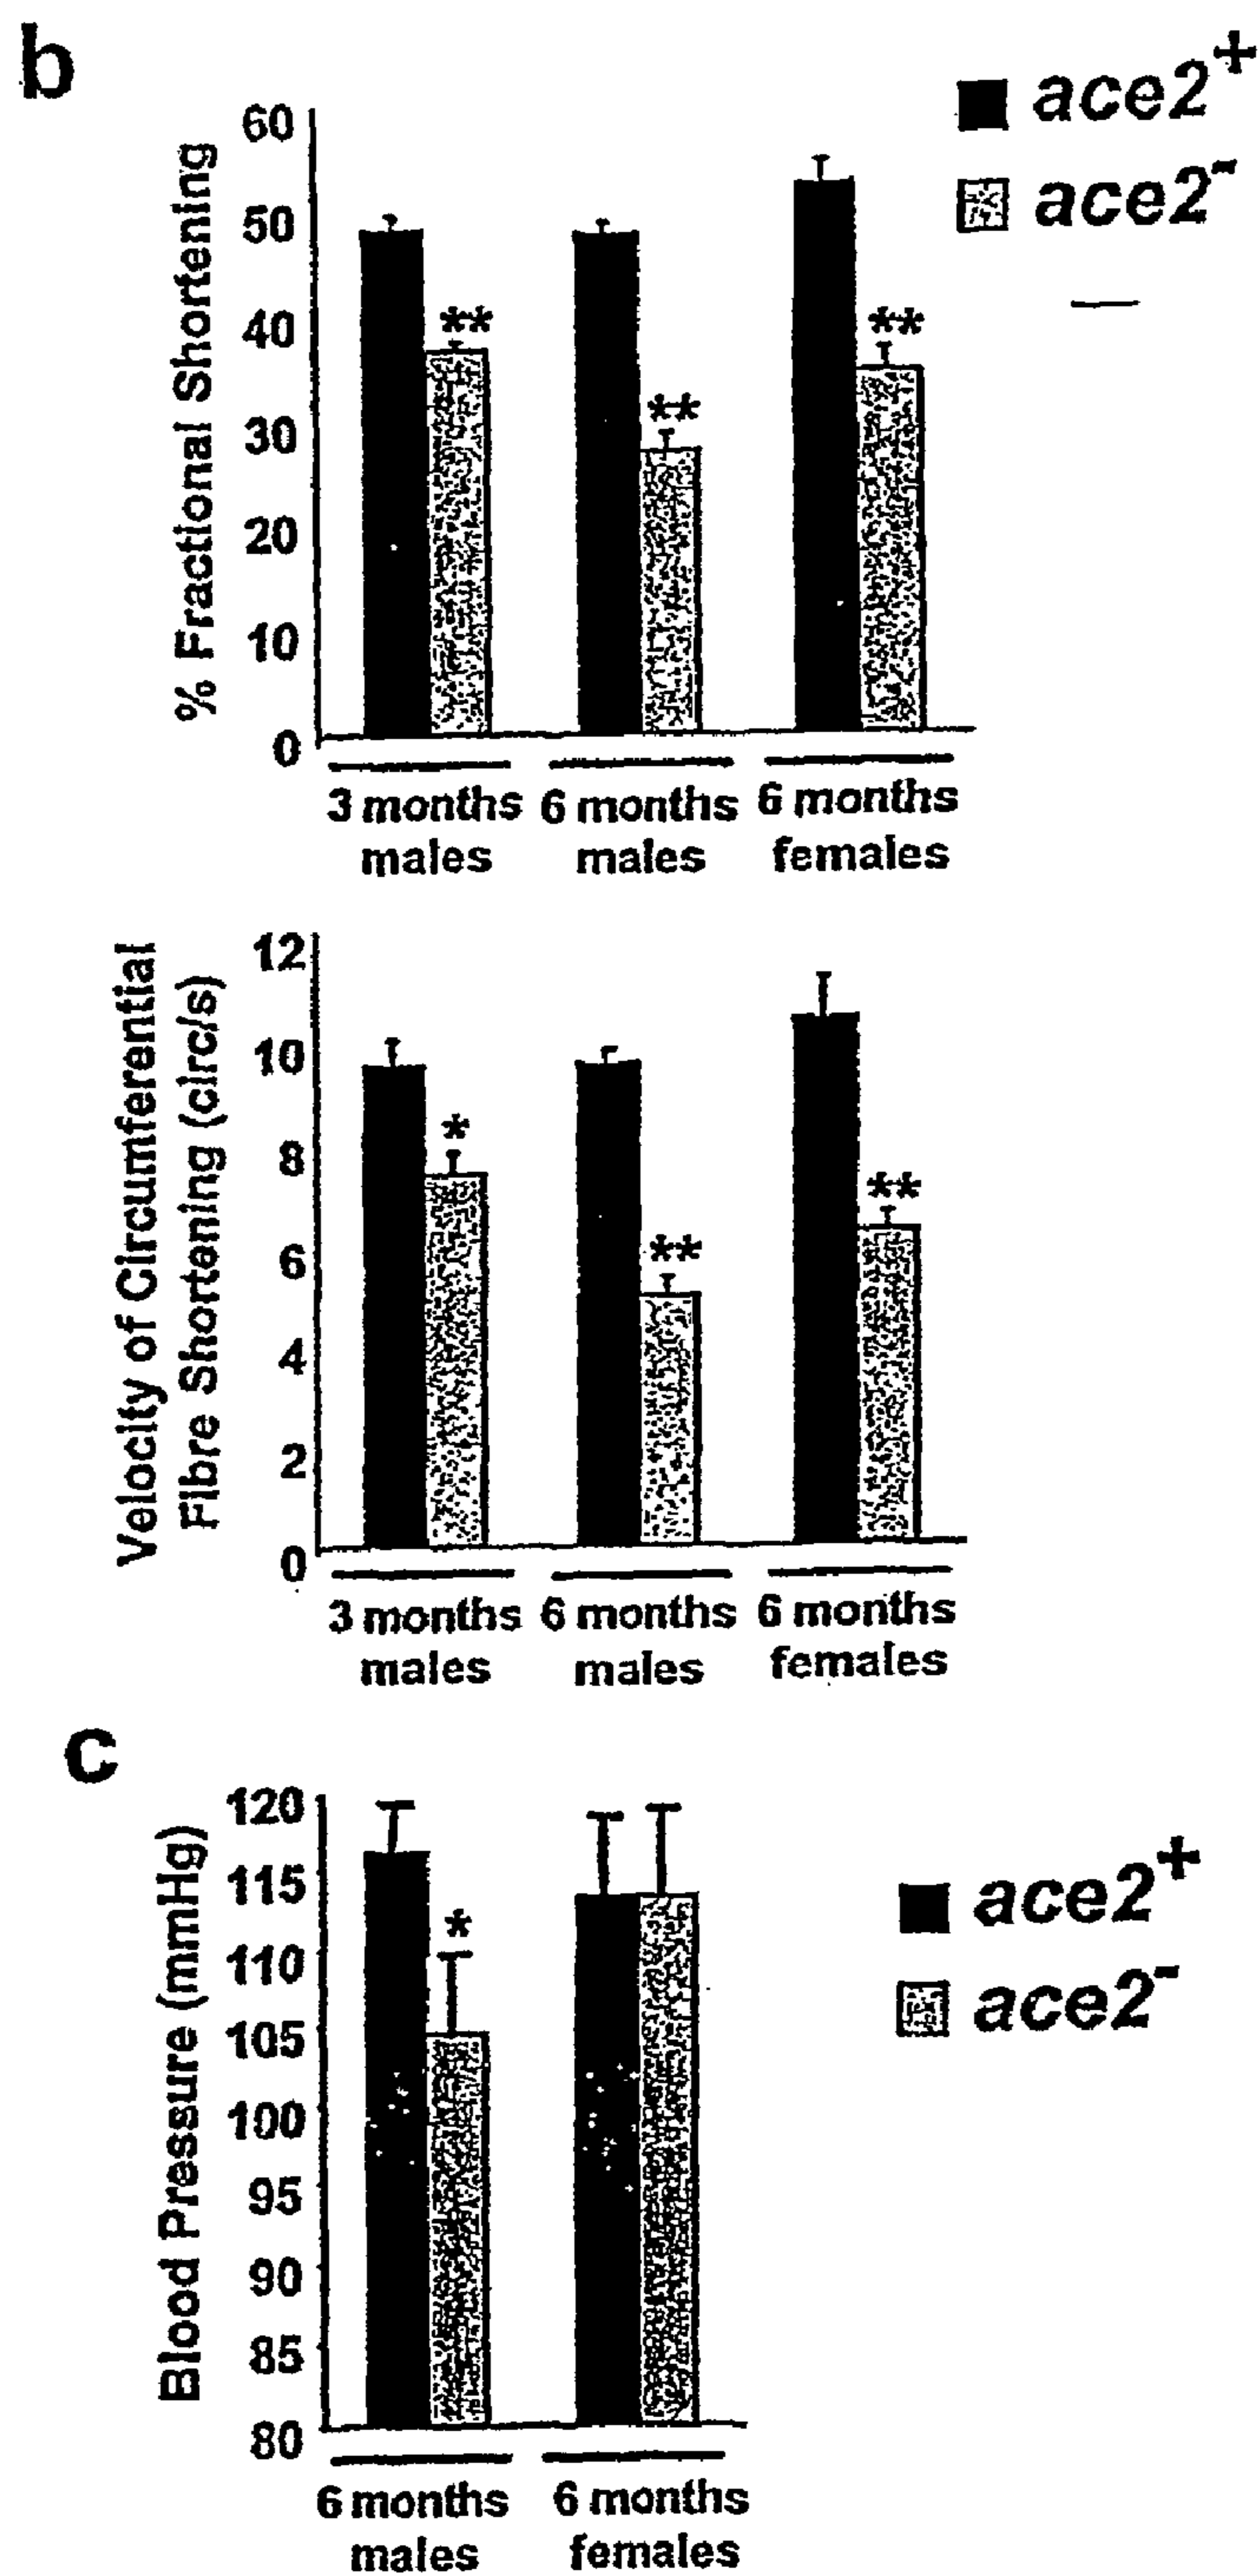 b
ace2+
ace2-
% Fractional Shortening
60
50
40
30
20
10
0
**
**
**
3 months males
6 months males
6 months females
Velocity of Circumferential
Fibre Shortening (circ/s)
12
10
8
6
4
2
0
*
**
**
3 months males
6 months males
6 months females
c
ace2+
ace2-
Blood Pressure (mmHg)
120
115
110
105
100
95
90
85
80
*
6 months males
6 months females